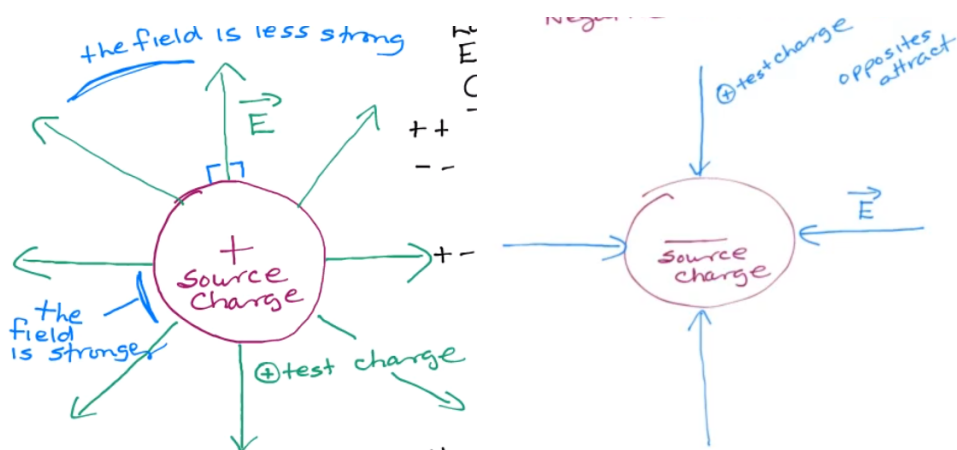 the field is less strong
E
+ +
- -
+ -
E
+
source
charge
the
field
is stronger
⊕test charge
⊕test charge
opposites
attract
E
—
source
charge